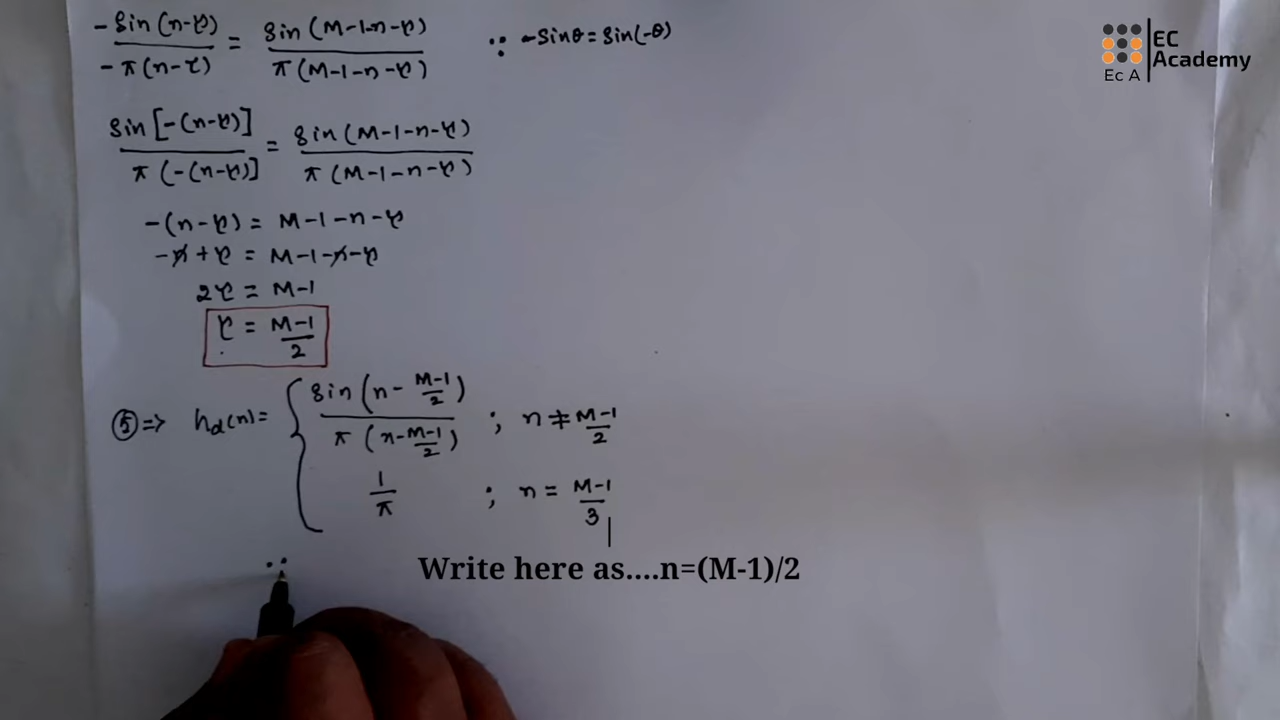 -sin(n-τ)/-π(n-τ) = sin(M-1-n-τ)/π(M-1-n-τ) ∵ -sinθ = sin(-θ)
EC
Academy
Ec A
sin[-(n-τ)]/π(-(n-τ)] = sin(M-1-n-τ)/π(M-1-n-τ)
-(n-τ) = M-1-n-τ
-n+τ = M-1-n-τ
2τ = M-1
τ = M-1/2
⑤ ⇒ hd(n) = { sin(n - M-1/2)/π(n - M-1/2) ; n ≠ M-1/2
1/π ; n = M-1/3
Write here as....n=(M-1)/2